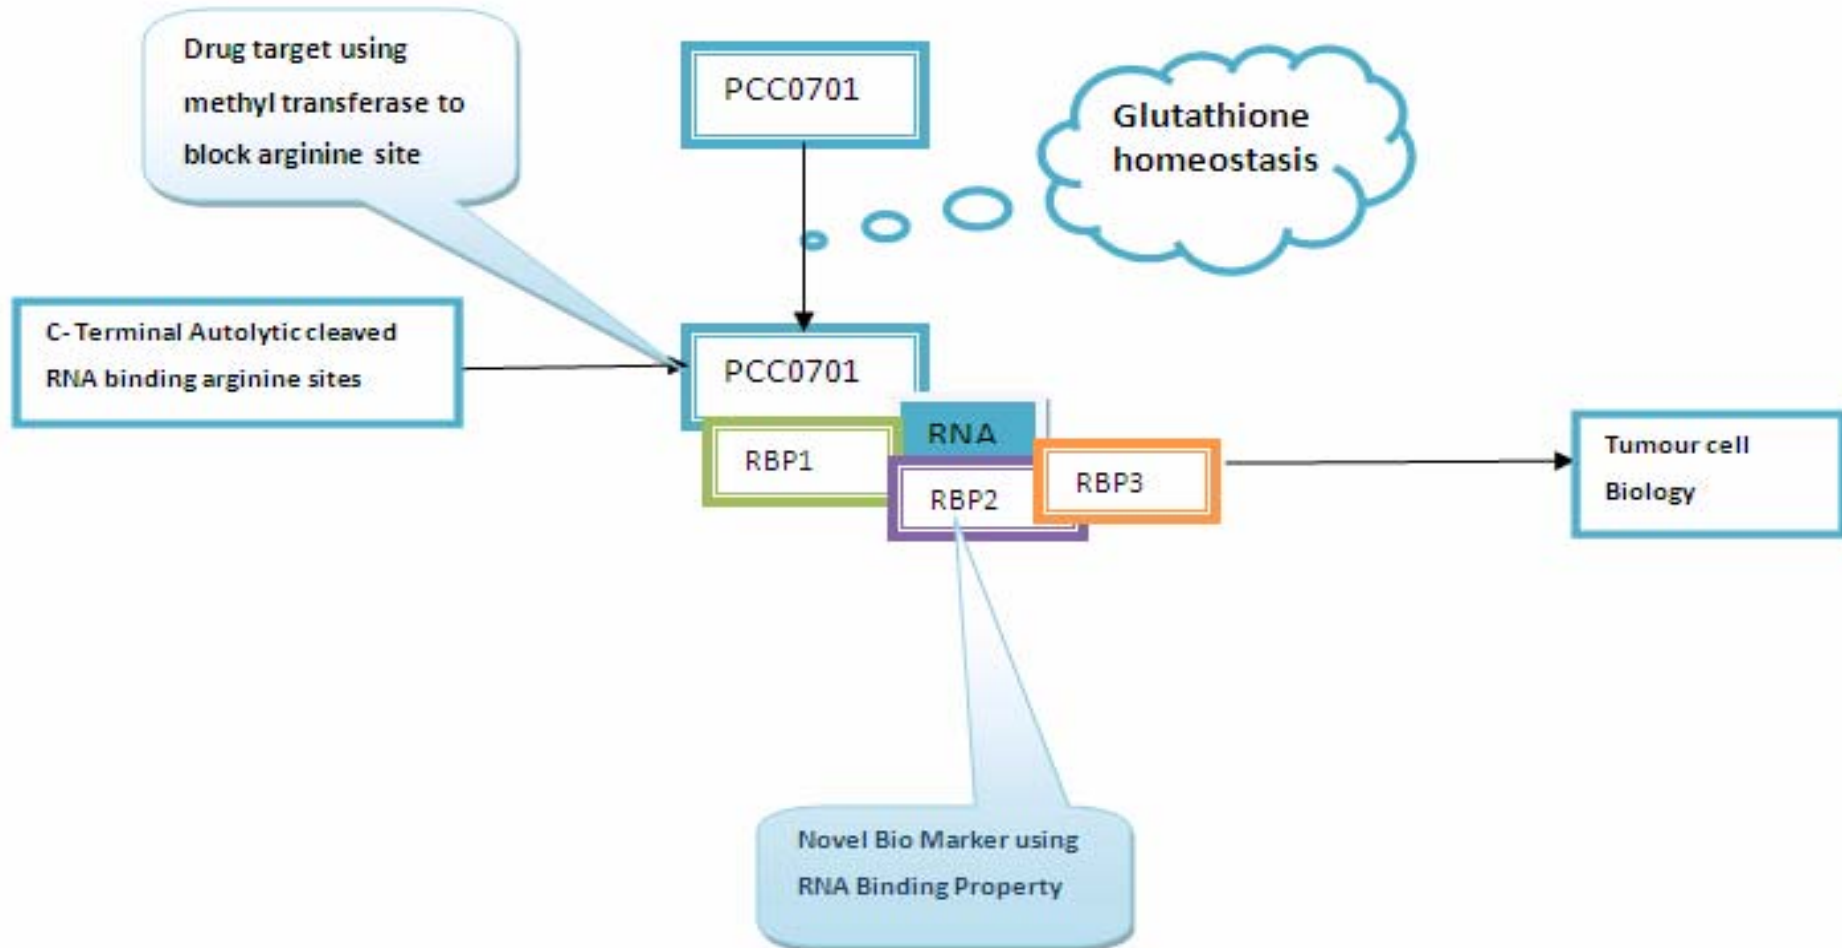 Drug target using
methyl transferase to
block arginine site
PCC0701
Glutathione
homeostasis
C- Terminal Autolytic cleaved
RNA binding arginine sites
PCC0701
RNA
RBP1
RBP2
RBP3
Tumour cell
Biology
Novel Bio Marker using
RNA Binding Property